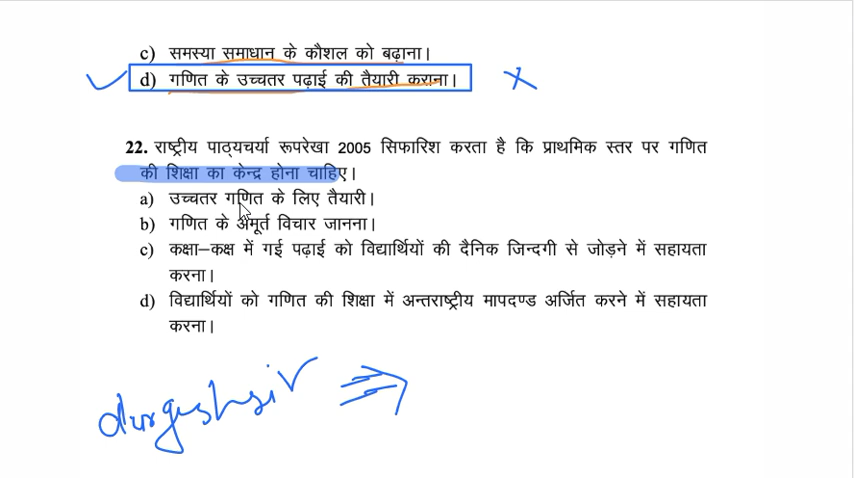 c) समस्या समाधान के कौशल को बढ़ाना।
d) गणित के उच्चतर पढ़ाई की तैयारी कराना।
22. राष्ट्रीय पाठ्यचर्या रूपरेखा 2005 सिफारिश करता है कि प्राथमिक स्तर पर गणित
की शिक्षा का केन्द्र होना चाहिए।
a) उच्चतर गणित के लिए तैयारी।
b) गणित के अमूर्त विचार जानना।
c) कक्षा–कक्ष में गई पढ़ाई को विद्यार्थियों की दैनिक जिन्दगी से जोड़ने में सहायता
करना।
d) विद्यार्थियों को गणित की शिक्षा में अन्तराष्ट्रीय मापदण्ड अर्जित करने में सहायता
करना।
durgeshsir